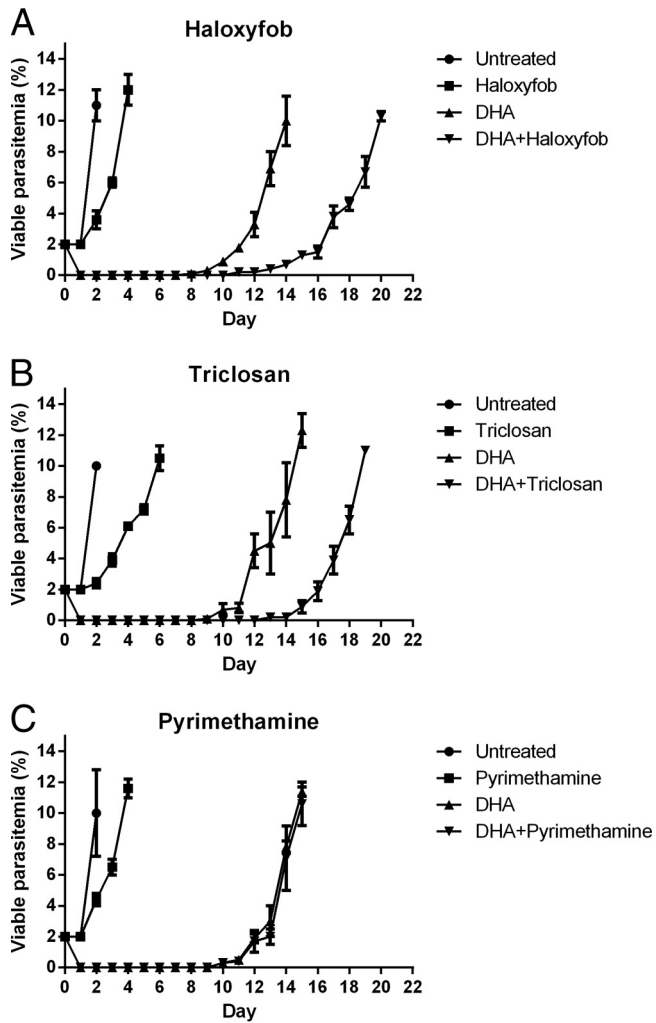 A
Haloxyfob
Viable parasitemia (%)
14
12
10
8
6
4
2
0
0 2 4 6 8 10 12 14 16 18 20 22
Day
Untreated
Haloxyfob
DHA
DHA+Haloxyfob
B
Triclosan
Viable parasitemia (%)
14
12
10
8
6
4
2
0
0 2 4 6 8 10 12 14 16 18 20 22
Day
Untreated
Triclosan
DHA
DHA+Triclosan
C
Pyrimethamine
Viable parasitemia (%)
14
12
10
8
6
4
2
0
0 2 4 6 8 10 12 14 16 18 20 22
Day
Untreated
Pyrimethamine
DHA
DHA+Pyrimethamine